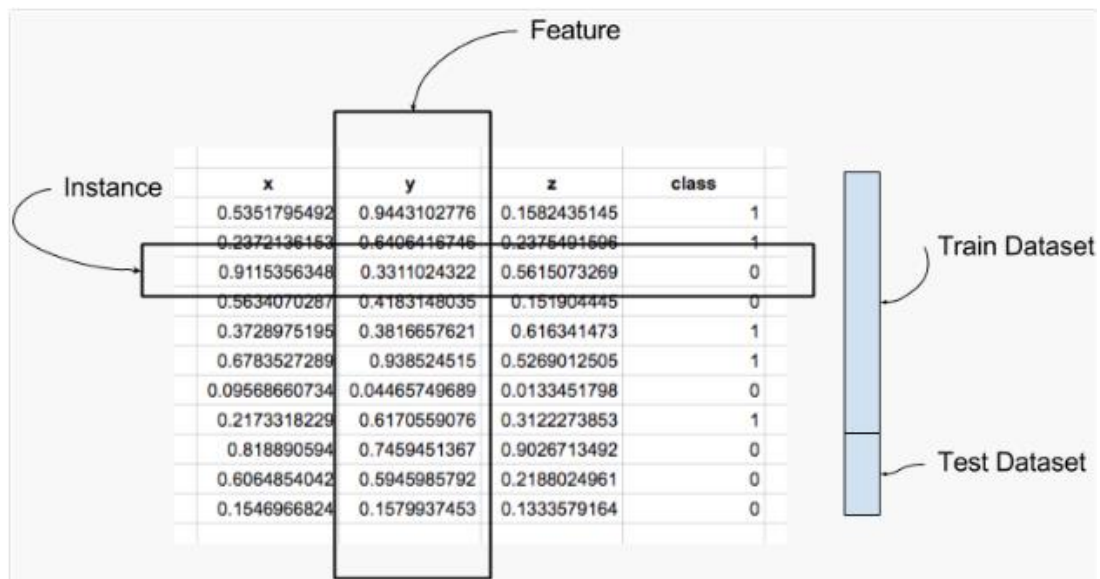 Feature
Instance
x y z class
0.5351795492 0.9443102776 0.1582435145 1
0.2372136153 0.6406416746 0.2375491506 1
0.9115356348 0.3311024322 0.5615073269 0
0.5634070287 0.4183148035 0.151904445 0
0.3728975195 0.3816657621 0.616341473 1
0.6783527289 0.938524515 0.5269012505 1
0.09568660734 0.04465749689 0.0133451798 0
0.2173318229 0.6170559076 0.3122273853 1
0.818890594 0.7459451367 0.9026713492 0
0.6064854042 0.5945985792 0.2188024961 0
0.1546966824 0.1579937453 0.1333579164 0
Train Dataset
Test Dataset